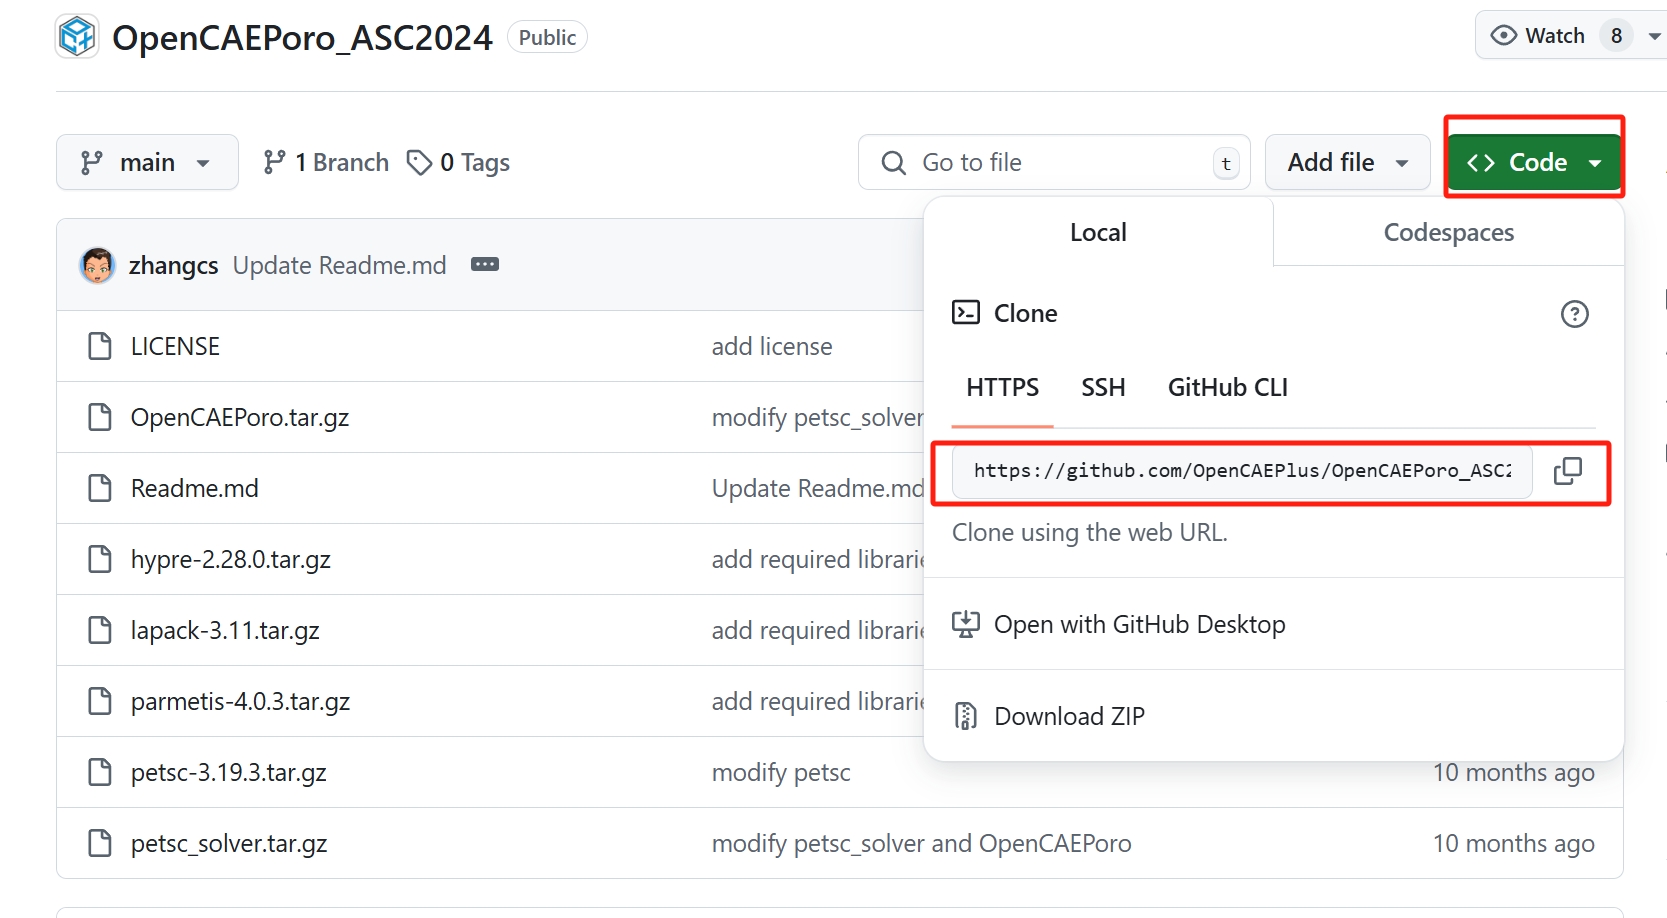 OpenCAEPoro_ASC2024 Public
Watch 8
main 1 Branch 0 Tags
Go to file t
Add file
<> Code
Local Codespaces
zhangcs Update Readme.md
Clone
LICENSE add license
HTTPS SSH GitHub CLI
OpenCAEPoro.tar.gz modify petsc_solver
https://github.com/OpenCAEPlus/OpenCAEPoro_ASC2
Readme.md Update Readme.md
Clone using the web URL.
hypre-2.28.0.tar.gz add required librarie
lapack-3.11.tar.gz add required librarie
Open with GitHub Desktop
parmetis-4.0.3.tar.gz add required librarie
Download ZIP
petsc-3.19.3.tar.gz modify petsc 10 months ago
petsc_solver.tar.gz modify petsc_solver and OpenCAEPoro 10 months ago